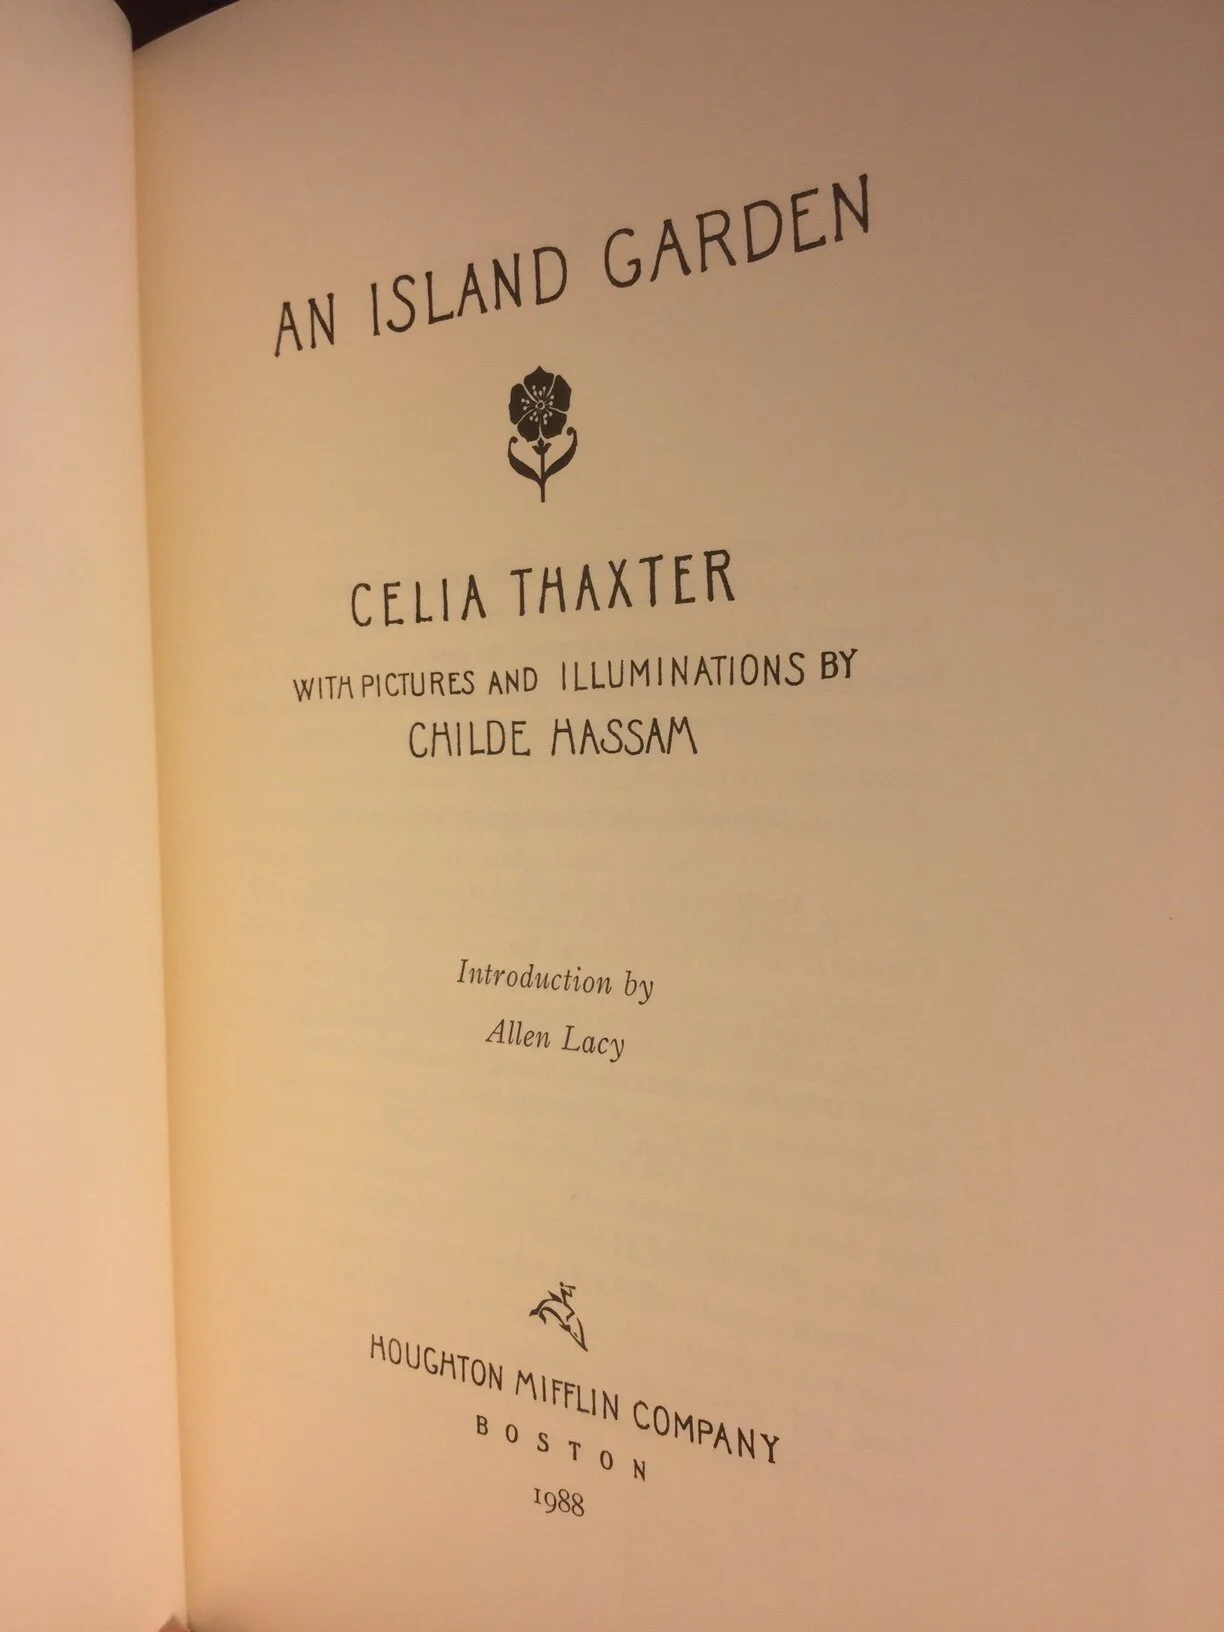 AN ISLAND GARDEN
CELIA THAXTER
WITH PICTURES AND ILLUMINATIONS BY
CHILDE HASSAM
Introduction by
Allen Lacy
HOUGHTON MIFFLIN COMPANY
BOSTON
1988